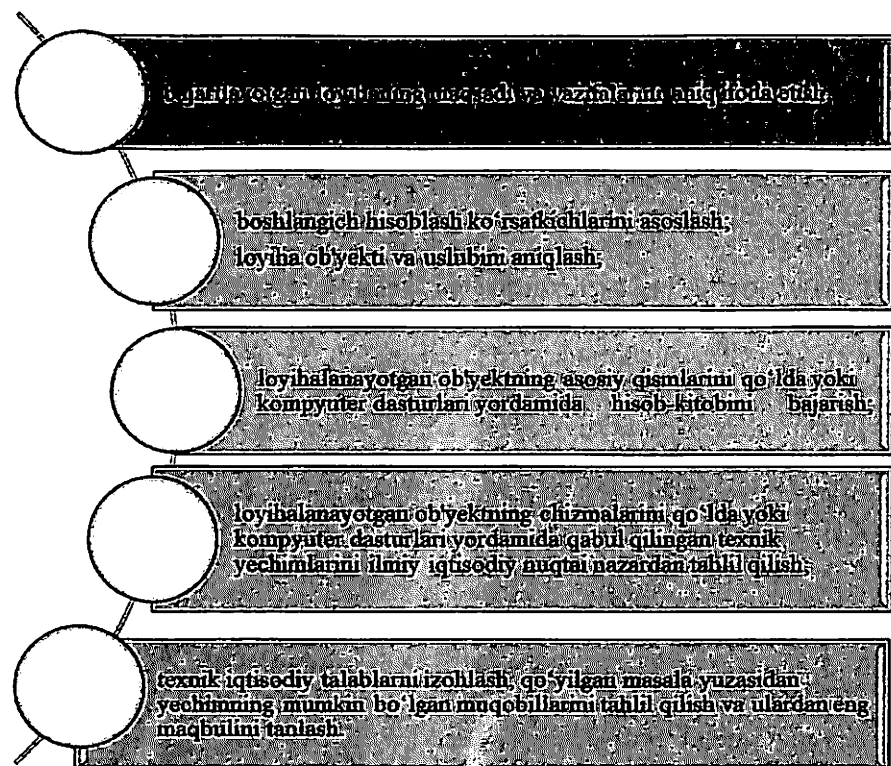 bajarilayotgan loyihaning maqsadi va vazifalarini aniq ifoda etish;
boshlangich hisoblash ko‘rsatkichlarini asoslash;
loyiha ob'yekti va uslubini aniqlash;
loyihalanayotgan ob'yektning asosiy qismlarini qo‘lda yoki
kompyuter dasturlari yordamida hisob-kitobini bajarish;
loyihalanayotgan ob'yektning chizmalarini qo‘lda yoki
kompyuter dasturlari yordamida qabul qilingan texnik
yechimlarini ilmiy iqtisodiy nuqtai nazardan tahlil qilish;
texnik iqtisodiy talablarni izohlash, qo‘yilgan masala yuzasidan
yechimning mumkin bo‘lgan muqobillarini tahlil qilish va ulardan eng
maqbulini tanlash.